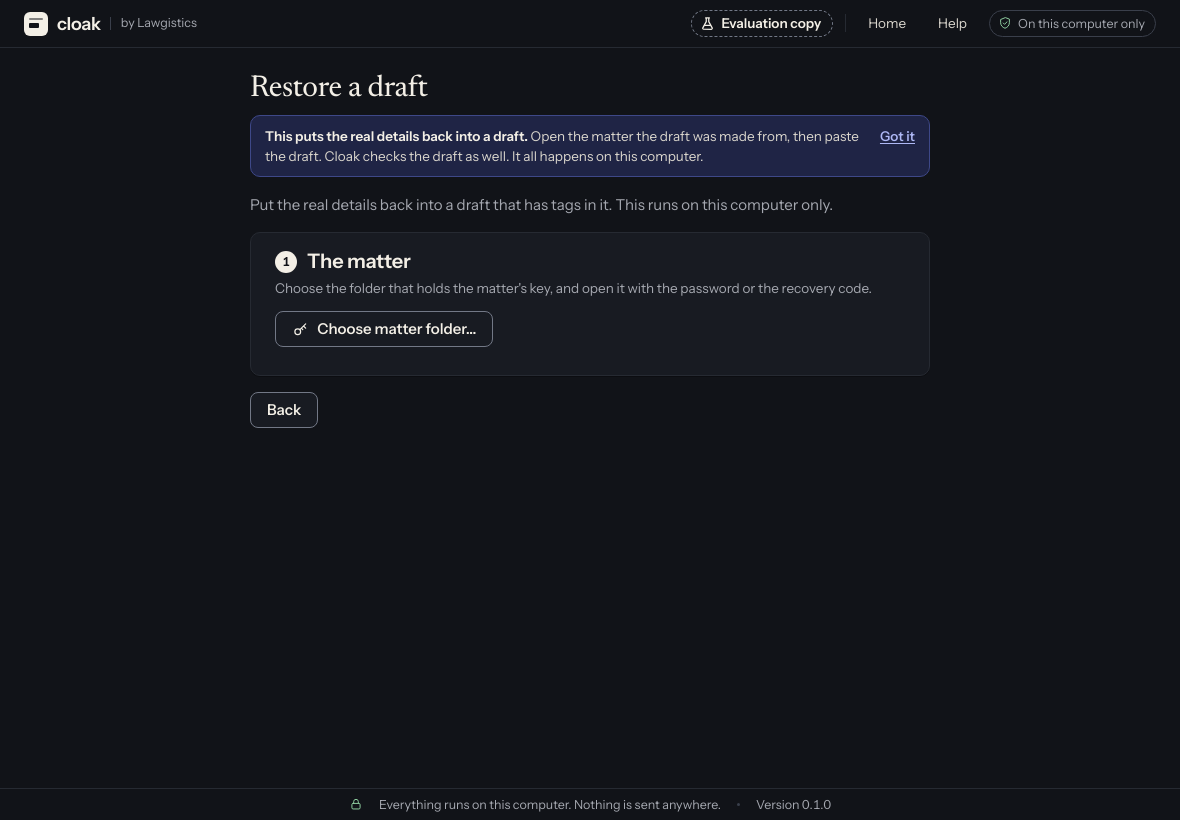 cloak
by Lawgistics
Evaluation copy
Home
Help
On this computer only
Restore a draft
This puts the real details back into a draft. Open the matter the draft was made from, then paste
the draft. Cloak checks the draft as well. It all happens on this computer.
Got it
Put the real details back into a draft that has tags in it. This runs on this computer only.
1 The matter
Choose the folder that holds the matter's key, and open it with the password or the recovery code.
Choose matter folder...
Back
Everything runs on this computer. Nothing is sent anywhere. • Version 0.1.0